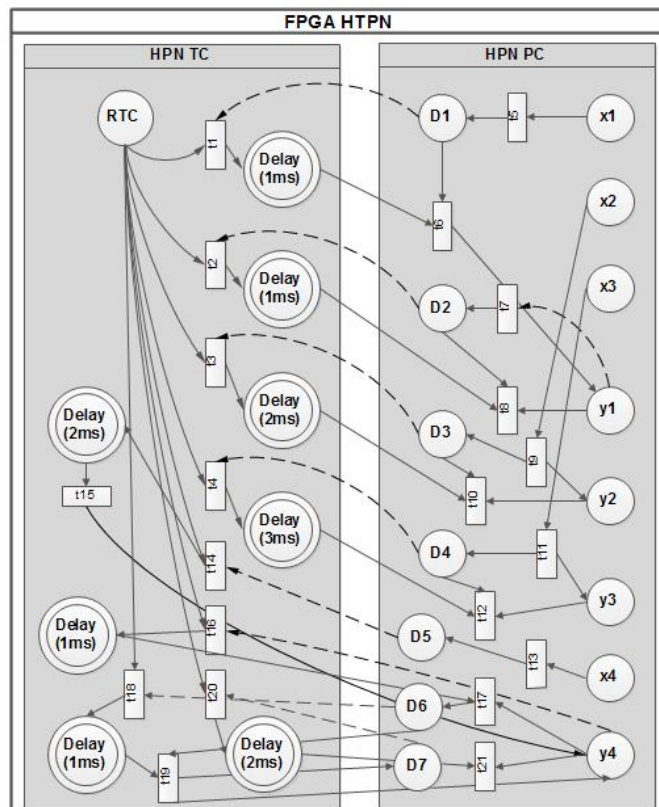 FPGA HTPN
HPN TC
HPN PC
RTC
t1
D1
t5
x1
Delay
(1ms)
t6
x2
t2
Delay
(1ms)
x3
D2
t7
t3
Delay
(2ms)
Delay
(2ms)
t8
y1
D3
t9
t4
t10
y2
t15
Delay
(3ms)
t11
D4
t14
t12
y3
t16
Delay
(1ms)
D5
t13
x4
t18
t20
D6
t17
Delay
(1ms)
t19
Delay
(2ms)
D7
t21
y4